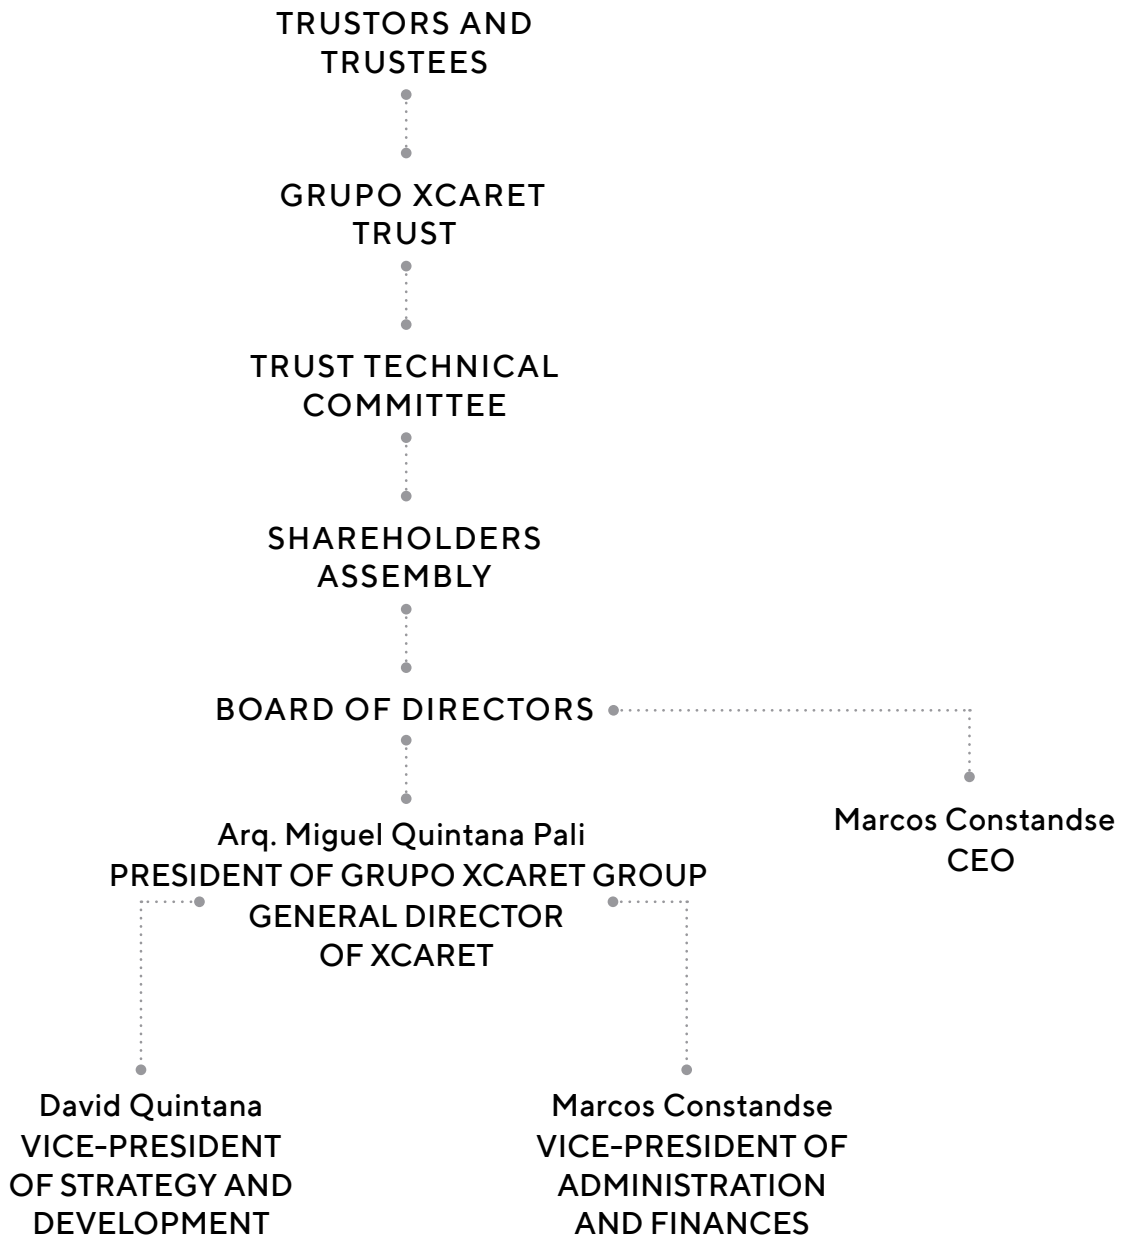 TRUSTORS AND
TRUSTEES
GRUPO XCARET
TRUST
TRUST TECHNICAL
COMMITTEE
SHAREHOLDERS
ASSEMBLY
BOARD OF DIRECTORS
Arq. Miguel Quintana Pali
PRESIDENT OF GRUPO XCARET GROUP
GENERAL DIRECTOR
OF XCARET
Marcos Constandse
CEO
David Quintana
VICE-PRESIDENT
OF STRATEGY AND
DEVELOPMENT
Marcos Constandse
VICE-PRESIDENT OF
ADMINISTRATION
AND FINANCES